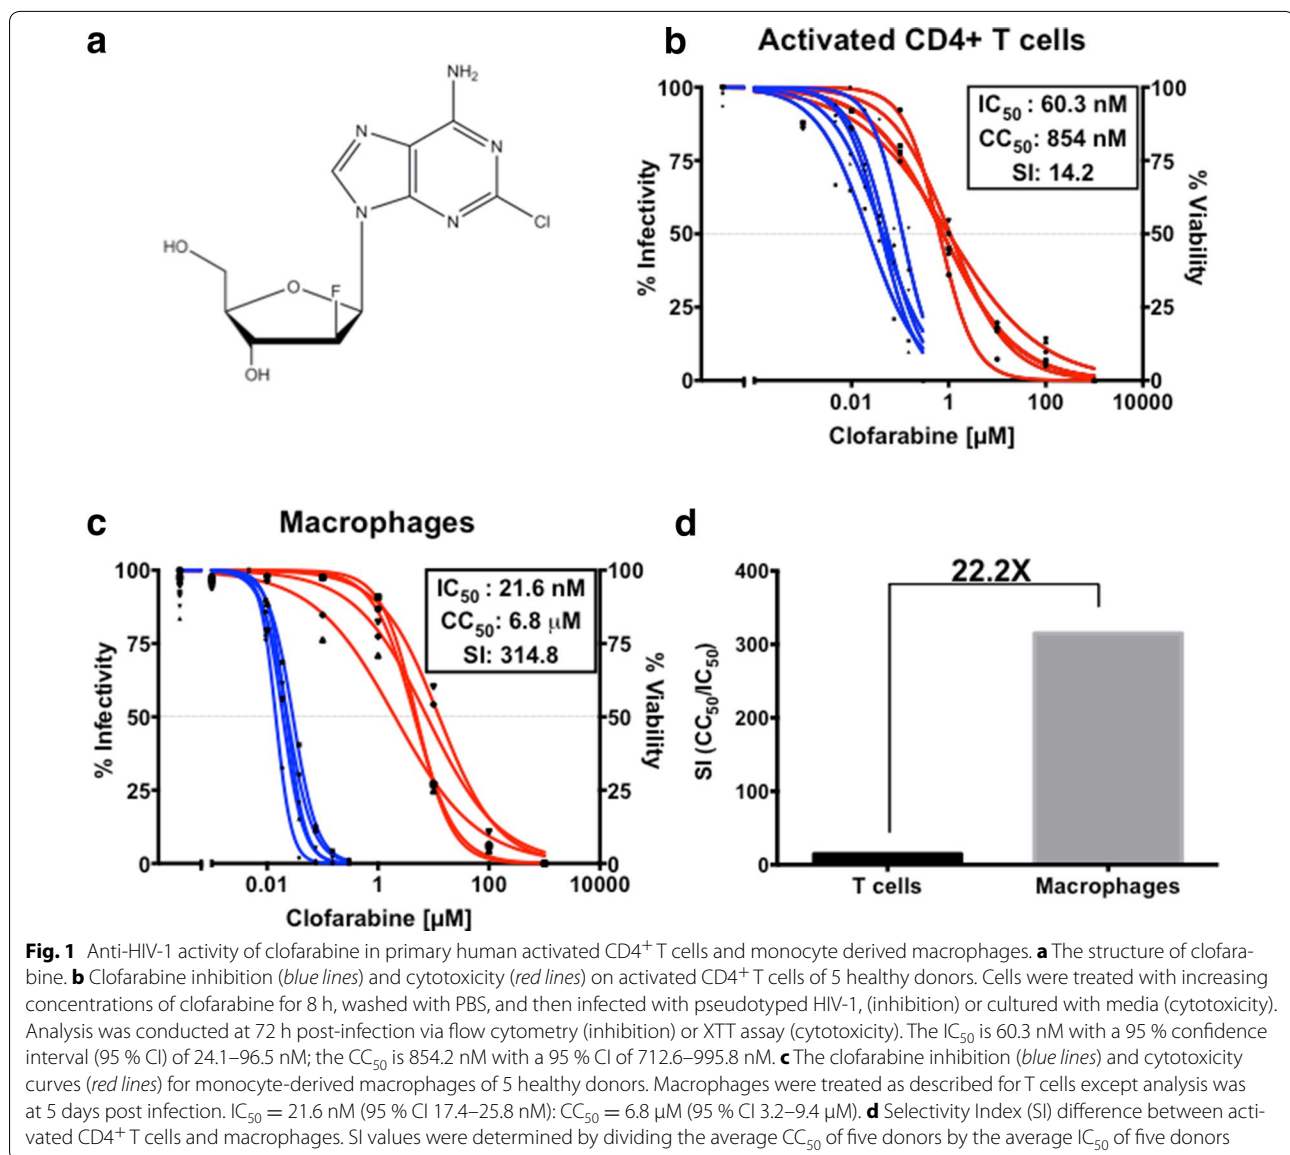 a
NH₂
N
N
N
N
Cl
HO
O
F
OH
b
Activated CD4+ T cells
IC₅₀ : 60.3 nM
CC₅₀: 854 nM
SI: 14.2
100
75
50
25
0
% Infectivity
100
75
50
25
0
% Viability
0.01 1 100 10000
Clofarabine [µM]
c
Macrophages
IC₅₀ : 21.6 nM
CC₅₀: 6.8 µM
SI: 314.8
100
75
50
25
0
% Infectivity
100
75
50
25
0
% Viability
0.01 1 100 10000
Clofarabine [µM]
d
22.2X
400
300
200
100
0
SI (CC₅₀/IC₅₀)
T cells Macrophages
Fig. 1 Anti-HIV-1 activity of clofarabine in primary human activated CD4⁺ T cells and monocyte derived macrophages. a The structure of clofara-
bine. b Clofarabine inhibition (blue lines) and cytotoxicity (red lines) on activated CD4⁺ T cells of 5 healthy donors. Cells were treated with increasing
concentrations of clofarabine for 8 h, washed with PBS, and then infected with pseudotyped HIV-1, (inhibition) or cultured with media (cytotoxicity).
Analysis was conducted at 72 h post-infection via flow cytometry (inhibition) or XTT assay (cytotoxicity). The IC₅₀ is 60.3 nM with a 95 % confidence
interval (95 % CI) of 24.1–96.5 nM; the CC₅₀ is 854.2 nM with a 95 % CI of 712.6–995.8 nM. c The clofarabine inhibition (blue lines) and cytotoxicity
curves (red lines) for monocyte-derived macrophages of 5 healthy donors. Macrophages were treated as described for T cells except analysis was
at 5 days post infection. IC₅₀ = 21.6 nM (95 % CI 17.4–25.8 nM): CC₅₀ = 6.8 µM (95 % CI 3.2–9.4 µM). d Selectivity Index (SI) difference between acti-
vated CD4⁺ T cells and macrophages. SI values were determined by dividing the average CC₅₀ of five donors by the average IC₅₀ of five donors